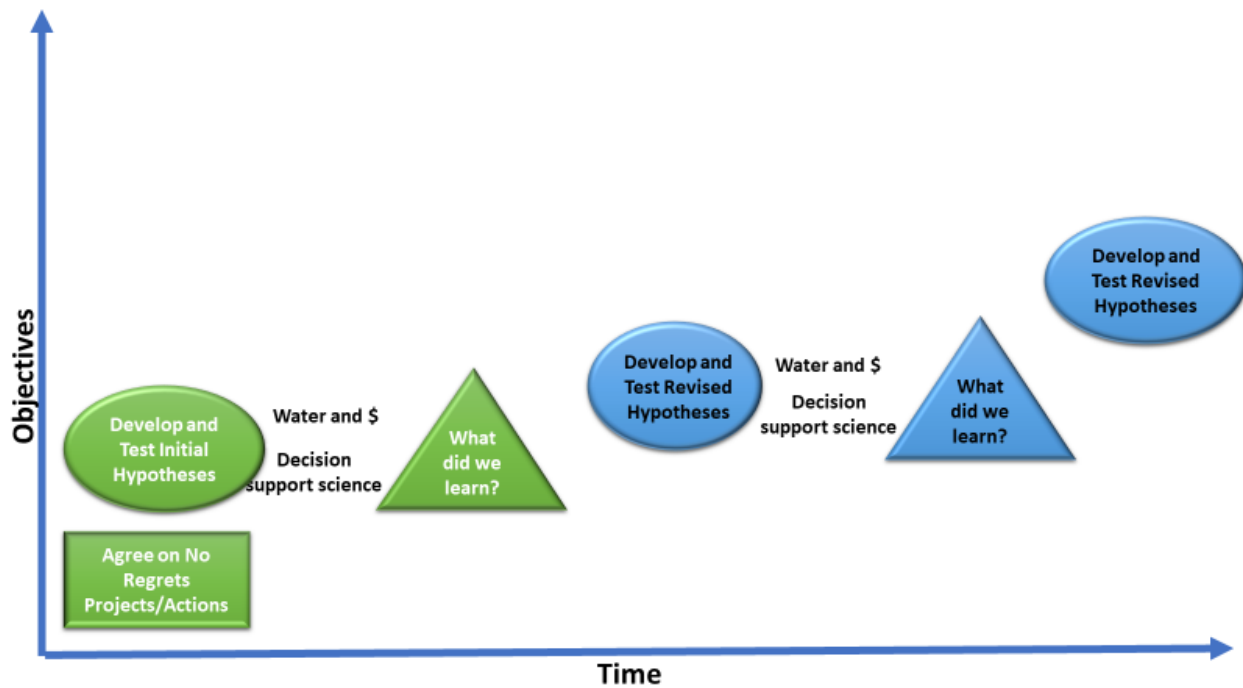 Objectives
Develop and
Test Initial
Hypotheses
Water and $
Decision
support science
What
did we
learn?
Agree on No
Regrets
Projects/Actions
Develop and
Test Revised
Hypotheses
Water and $
Decision
support science
What
did we
learn?
Develop and
Test Revised
Hypotheses
Time